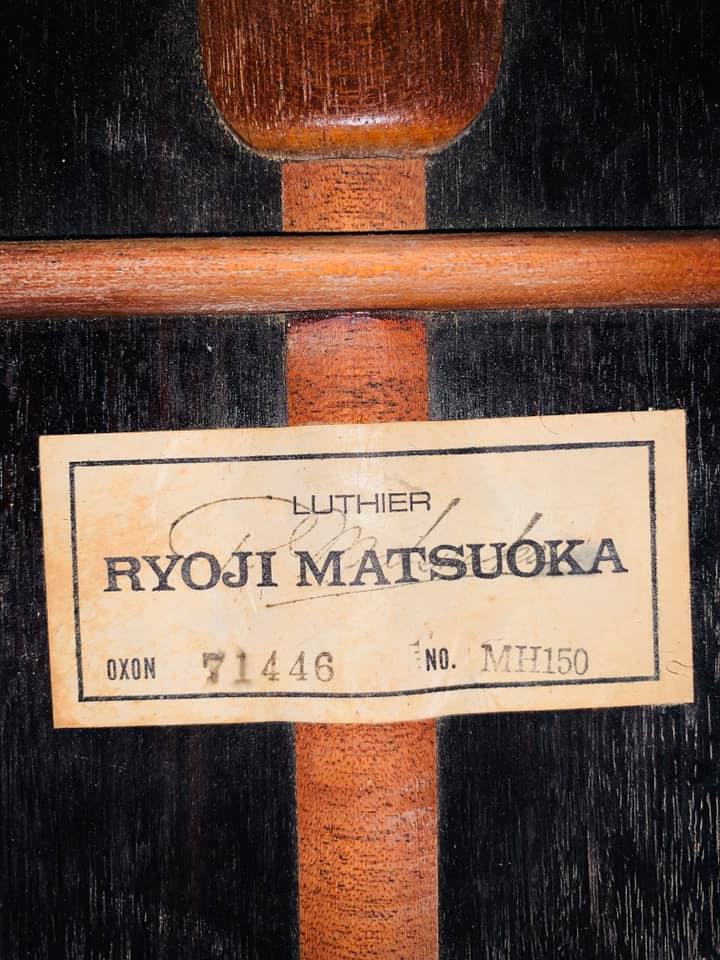 LUTHIER
RYOJI MATSUOKA
OXON 71446 NO. MH150